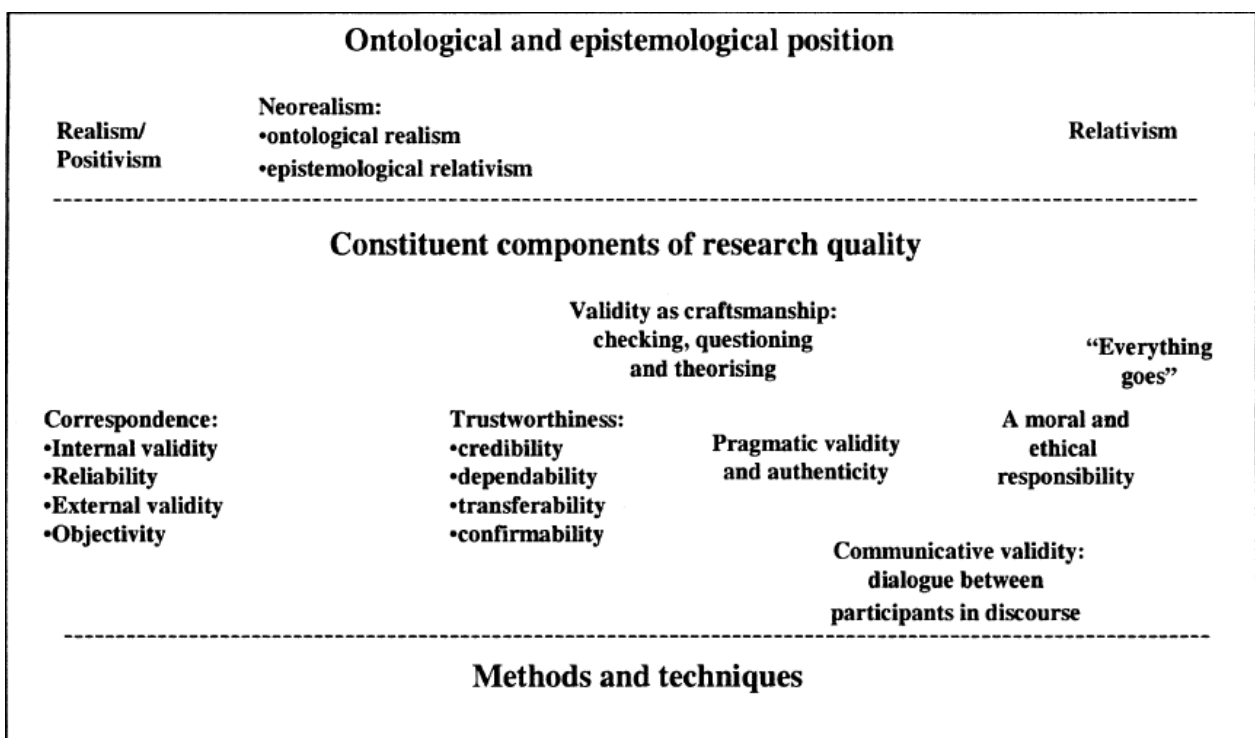 Ontological and epistemological position
Neorealism:
Realism/
Positivism
•ontological realism
•epistemological relativism
Relativism
Constituent components of research quality
Validity as craftsmanship:
checking, questioning
and theorising
“Everything
goes”
Correspondence:
•Internal validity
•Reliability
•External validity
•Objectivity
Trustworthiness:
•credibility
•dependability
•transferability
•confirmability
Pragmatic validity
and authenticity
A moral and
ethical
responsibility
Communicative validity:
dialogue between
participants in discourse
Methods and techniques